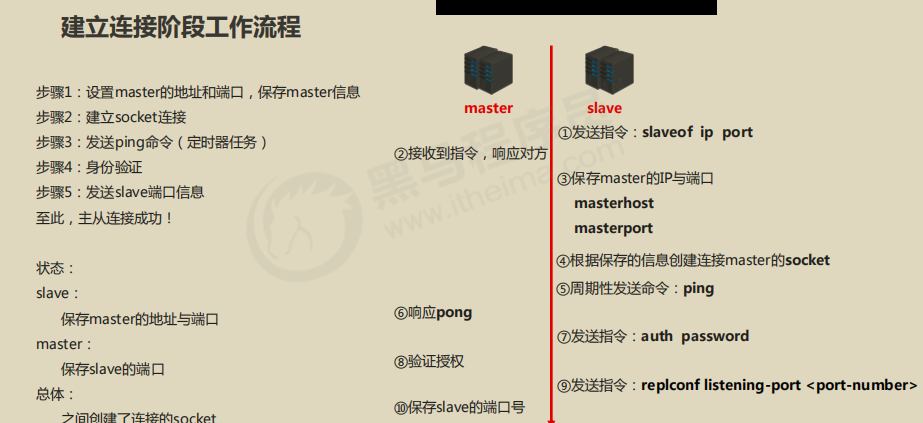 建立连接阶段工作流程
步骤1：设置master的地址和端口，保存master信息
步骤2：建立socket连接
步骤3：发送ping命令（定时器任务）
步骤4：身份验证
步骤5：发送slave端口信息
至此，主从连接成功！
状态：
slave：
保存master的地址与端口
master：
保存slave的端口
总体：
之间创建了连接的socket
master
slave
①发送指令：slaveof ip port
②接收到指令，响应对方
③保存master的IP与端口
masterhost
masterport
④根据保存的信息创建连接master的socket
⑤周期性发送命令：ping
⑥响应pong
⑦发送指令：auth password
⑧验证授权
⑨发送指令：replconf listening-port <port-number>
⑩保存slave的端口号
黑马程序员
www.itheima.com